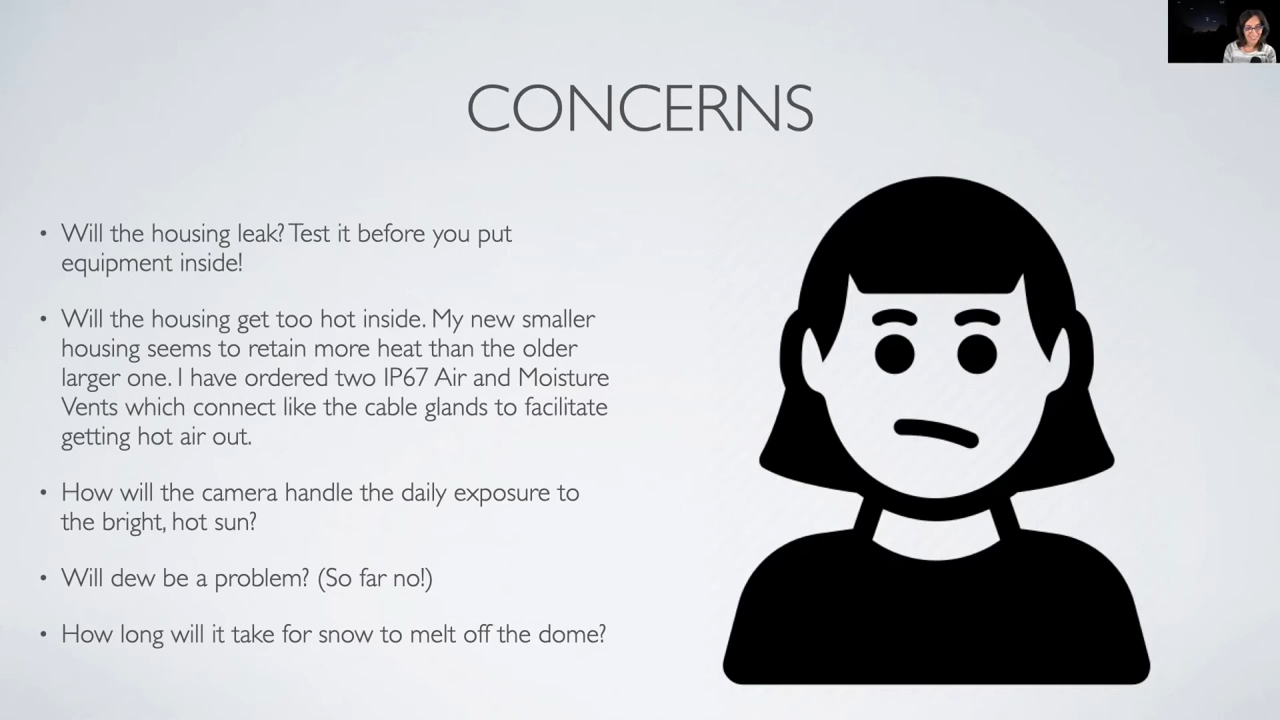 CONCERNS
• Will the housing leak? Test it before you put
equipment inside!
• Will the housing get too hot inside. My new smaller
housing seems to retain more heat than the older
larger one. I have ordered two IP67 Air and Moisture
Vents which connect like the cable glands to facilitate
getting hot air out.
• How will the camera handle the daily exposure to
the bright, hot sun?
• Will dew be a problem? (So far no!)
• How long will it take for snow to melt off the dome?